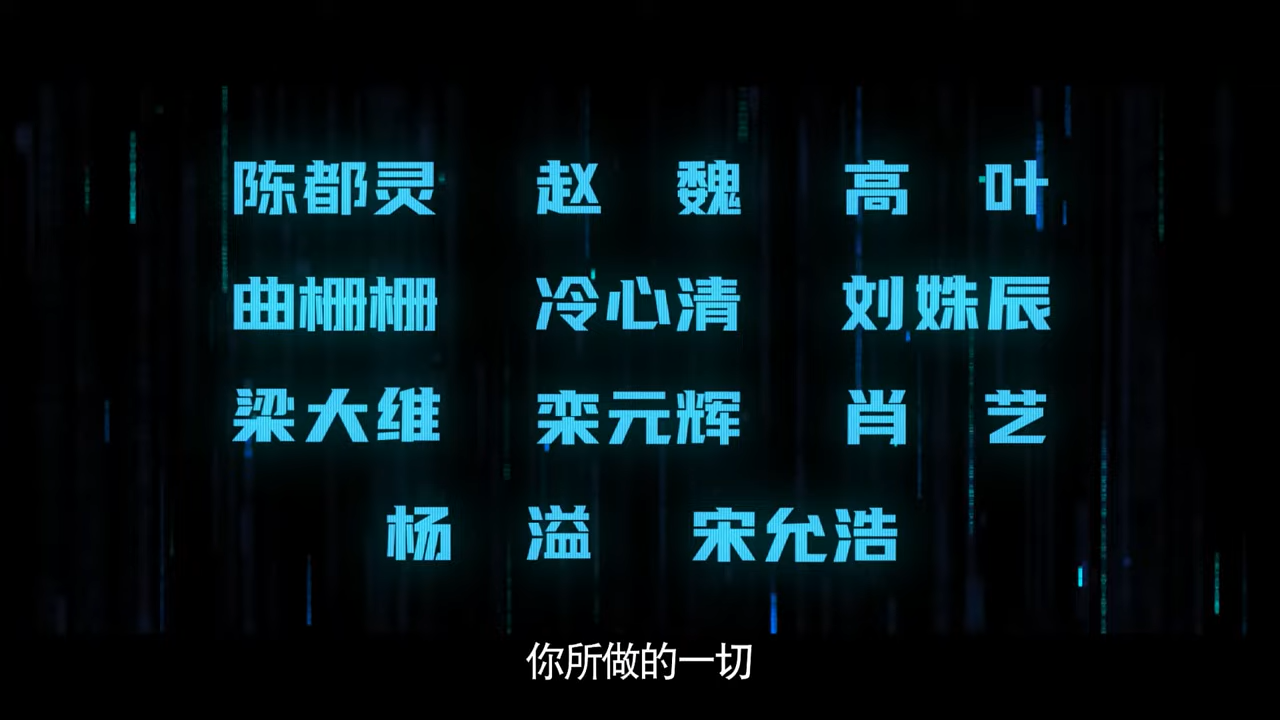 陈都灵 赵 魏 高 叶
曲栅栅 冷心清 刘姝辰
梁大维 栾元辉 肖 艺
杨 溢 宋允浩
你所做的一切